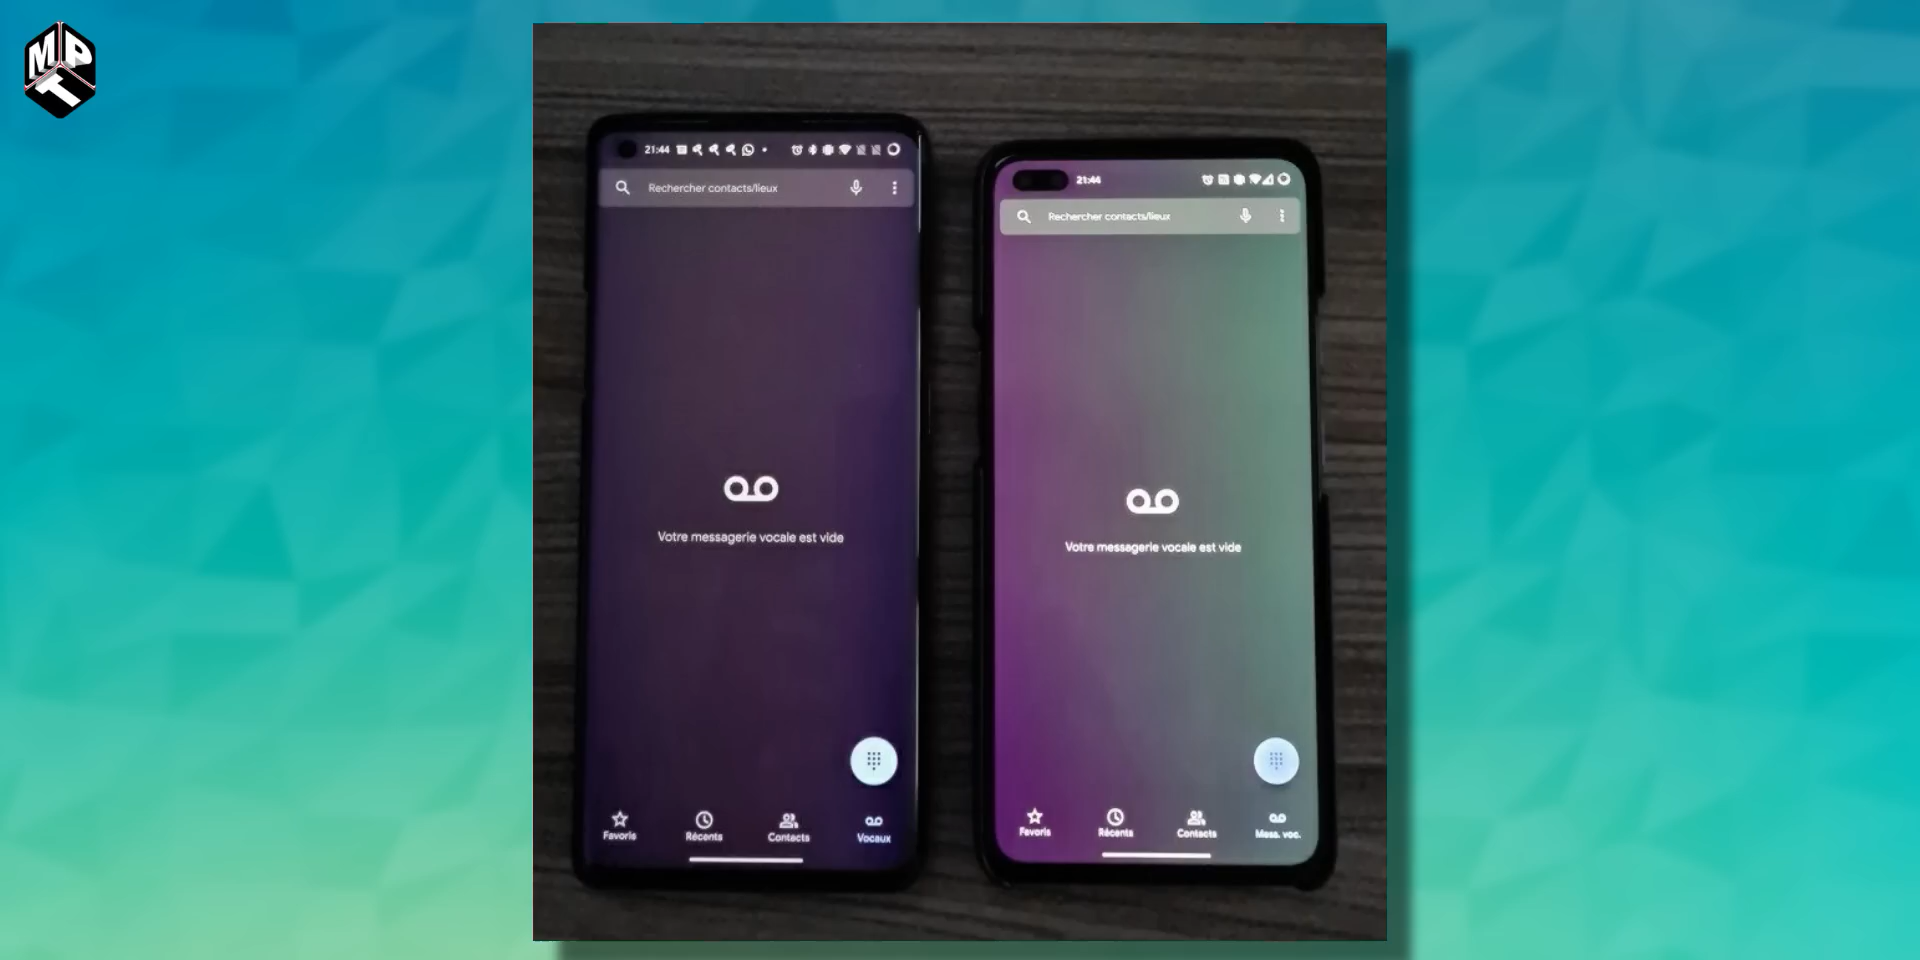 MPT
21:44
Rechercher contacts/lieux
Votre messagerie vocale est vide
Favoris
Récents
Contacts
Vocaux
21:44
Rechercher contacts/lieux
Votre messagerie vocale est vide
Favoris
Récents
Contacts
Mess. voc.